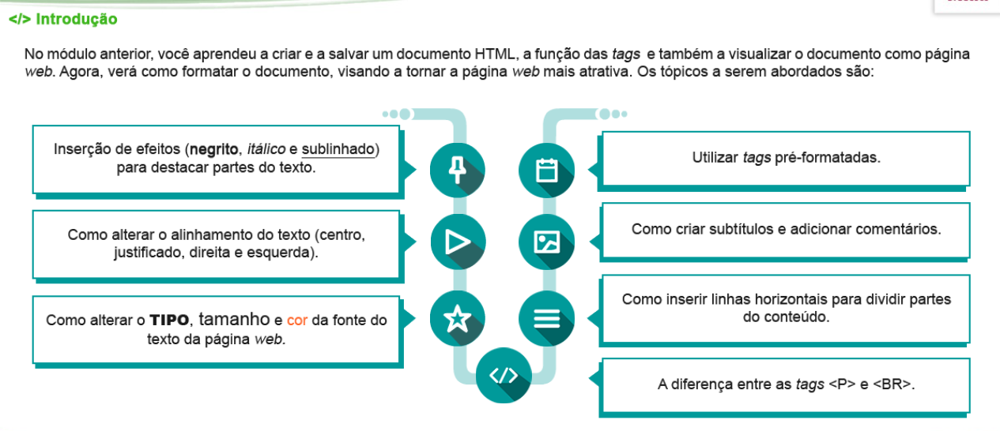 </> Introdução
No módulo anterior, você aprendeu a criar e a salvar um documento HTML, a função das tags e também a visualizar o documento como página
web. Agora, verá como formatar o documento, visando a tornar a página web mais atrativa. Os tópicos a serem abordados são:
Inserção de efeitos (negrito, itálico e sublinhado)
para destacar partes do texto.
Como alterar o alinhamento do texto (centro,
justificado, direita e esquerda).
Como alterar o TIPO, tamanho e cor da fonte do
texto da página web.
</>
Utilizar tags pré-formatadas.
Como criar subtítulos e adicionar comentários.
Como inserir linhas horizontais para dividir partes
do conteúdo.
A diferença entre as tags <P> e <BR>.